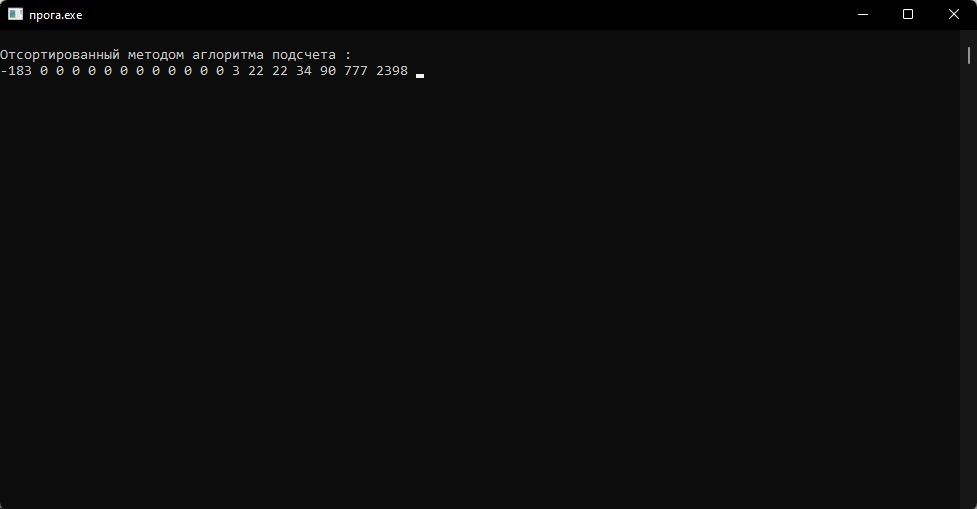 прога.exe
Отсортированный методом аглоритма подсчета :
-183 0 0 0 0 0 0 0 0 0 0 0 0 3 22 22 34 90 777 2398